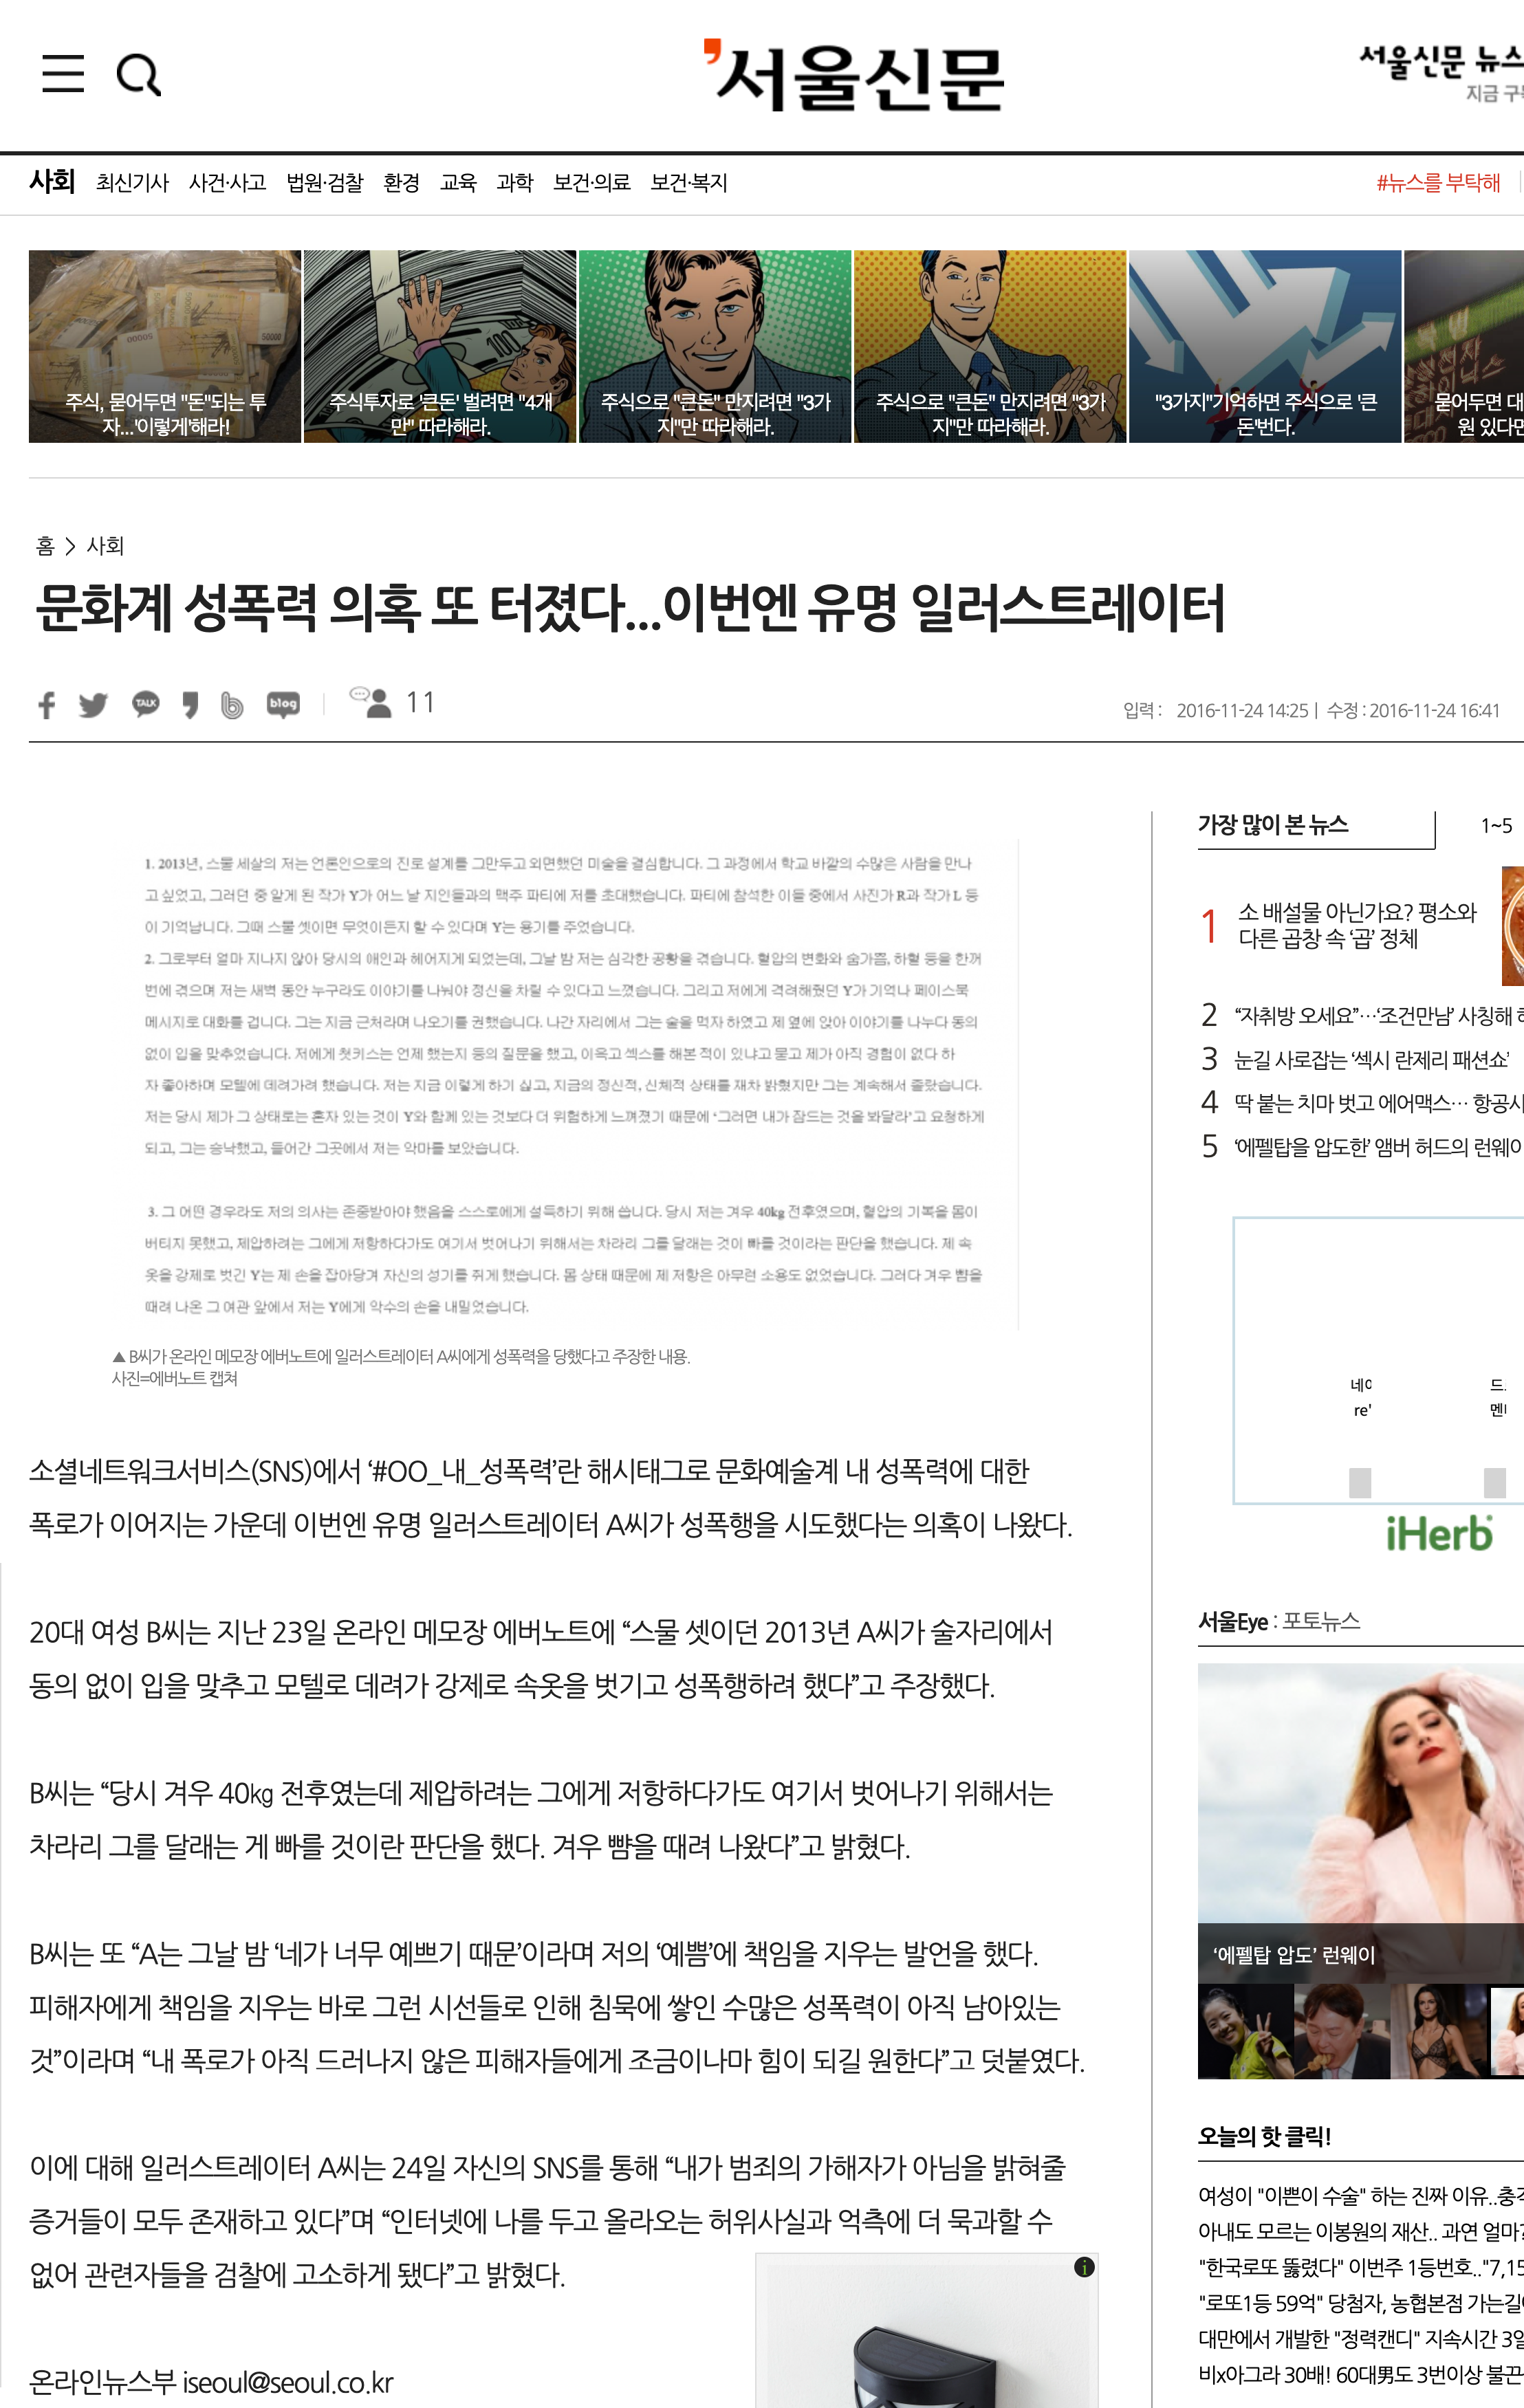 서울신문
서울신문 뉴스
지금 구독
사회 최신기사 사건·사고 법원·검찰 환경 교육 과학 보건·의료 보건·복지
#뉴스를 부탁해
주식, 묻어두면 "돈"되는 투
자...'이렇게'해라!
주식투자로 '큰돈' 벌려면 "4개
만" 따라해라.
주식으로 "큰돈" 만지려면 "3가
지"만 따라해라.
주식으로 "큰돈" 만지려면 "3가
지"만 따라해라.
"3가지"기억하면 주식으로 '큰
돈'번다.
묻어두면 대
원 있다면
홈 > 사회
문화계 성폭력 의혹 또 터졌다...이번엔 유명 일러스트레이터
TALK blog 11
입력 : 2016-11-24 14:25 | 수정 : 2016-11-24 16:41
1. 2013년, 스물 세살의 저는 언론인으로의 진로 설계를 그만두고 외면했던 미술을 결심합니다. 그 과정에서 학교 바깥의 수많은 사람을 만나
고 싶었고, 그러던 중 알게 된 작가 Y가 어느 날 지인들과의 맥주 파티에 저를 초대했습니다. 파티에 참석한 이들 중에서 사진가 R과 작가 L 등
이 기억납니다. 그때 스물 셋이면 무엇이든지 할 수 있다며 Y는 용기를 주었습니다.
2. 그로부터 얼마 지나지 않아 당시의 애인과 헤어지게 되었는데, 그날 밤 저는 심각한 공황을 겪습니다. 혈압의 변화와 숨가쁨, 하혈 등을 한꺼
번에 겪으며 저는 새벽 동안 누구라도 이야기를 나눠야 정신을 차릴 수 있다고 느꼈습니다. 그리고 저에게 격려해줬던 Y가 기억나 페이스북
메시지로 대화를 겁니다. 그는 지금 근처라며 나오기를 권했습니다. 나간 자리에서 그는 술을 먹자 하였고 제 옆에 앉아 이야기를 나누다 동의
없이 입을 맞추었습니다. 저에게 첫키스는 언제 했는지 등의 질문을 했고, 이윽고 섹스를 해본 적이 있냐고 묻고 제가 아직 경험이 없다 하
자 좋아하며 모텔에 데려가려 했습니다. 저는 지금 이렇게 하기 싫고, 지금의 정신적, 신체적 상태를 재차 밝혔지만 그는 계속해서 졸랐습니다.
저는 당시 제가 그 상태로는 혼자 있는 것이 Y와 함께 있는 것보다 더 위험하게 느껴졌기 때문에 ‘그러면 내가 잠드는 것을 봐달라’고 요청하게
되고, 그는 승낙했고, 들어간 그곳에서 저는 악마를 보았습니다.
3. 그 어떤 경우라도 저의 의사는 존중받아야 했음을 스스로에게 설득하기 위해 씁니다. 당시 저는 겨우 40kg 전후였으며, 혈압의 기복을 몸이
버티지 못했고, 제압하려는 그에게 저항하다가도 여기서 벗어나기 위해서는 차라리 그를 달래는 것이 빠를 것이라는 판단을 했습니다. 제 속
옷을 강제로 벗긴 Y는 제 손을 잡아당겨 자신의 성기를 쥐게 했습니다. 몸 상태 때문에 제 저항은 아무런 소용도 없었습니다. 그러다 겨우 뺨을
때려 나온 그 여관 앞에서 저는 Y에게 악수의 손을 내밀었습니다.
▲ B씨가 온라인 메모장 에버노트에 일러스트레이터 A씨에게 성폭력을 당했다고 주장한 내용.
사진=에버노트 캡쳐
소셜네트워크서비스(SNS)에서 ‘#OO_내_성폭력’란 해시태그로 문화예술계 내 성폭력에 대한
폭로가 이어지는 가운데 이번엔 유명 일러스트레이터 A씨가 성폭행을 시도했다는 의혹이 나왔다.
20대 여성 B씨는 지난 23일 온라인 메모장 에버노트에 “스물 셋이던 2013년 A씨가 술자리에서
동의 없이 입을 맞추고 모텔로 데려가 강제로 속옷을 벗기고 성폭행하려 했다”고 주장했다.
B씨는 “당시 겨우 40㎏ 전후였는데 제압하려는 그에게 저항하다가도 여기서 벗어나기 위해서는
차라리 그를 달래는 게 빠를 것이란 판단을 했다. 겨우 뺨을 때려 나왔다”고 밝혔다.
B씨는 또 “A는 그날 밤 ‘네가 너무 예쁘기 때문’이라며 저의 ‘예쁨’에 책임을 지우는 발언을 했다.
피해자에게 책임을 지우는 바로 그런 시선들로 인해 침묵에 쌓인 수많은 성폭력이 아직 남아있는
것”이라며 “내 폭로가 아직 드러나지 않은 피해자들에게 조금이나마 힘이 되길 원한다”고 덧붙였다.
이에 대해 일러스트레이터 A씨는 24일 자신의 SNS를 통해 “내가 범죄의 가해자가 아님을 밝혀줄
증거들이 모두 존재하고 있다”며 “인터넷에 나를 두고 올라오는 허위사실과 억측에 더 묵과할 수
없어 관련자들을 검찰에 고소하게 됐다”고 밝혔다.
온라인뉴스부 iseoul@seoul.co.kr
가장 많이 본 뉴스 1~5
1 소 배설물 아닌가요? 평소와
다른 곱창 속 ‘곱’ 정체
2 “자취방 오세요”…‘조건만남’ 사칭해
3 눈길 사로잡는 ‘섹시 란제리 패션쇼’
4 딱 붙는 치마 벗고 에어맥스… 항공사
5 ‘에펠탑을 압도한’ 앰버 허드의 런웨이
re'
iHerb
서울Eye : 포토뉴스
‘에펠탑 압도’ 런웨이
오늘의 핫 클릭!
여성이 "이쁜이 수술" 하는 진짜 이유..충격
아내도 모르는 이봉원의 재산.. 과연 얼마?
"한국로또 뚫렸다" 이번주 1등번호.."7,15
"로또1등 59억" 당첨자, 농협본점 가는길에
대만에서 개발한 "정력캔디" 지속시간 3일
비x아그라 30배! 60대男도 3번이상 불끈